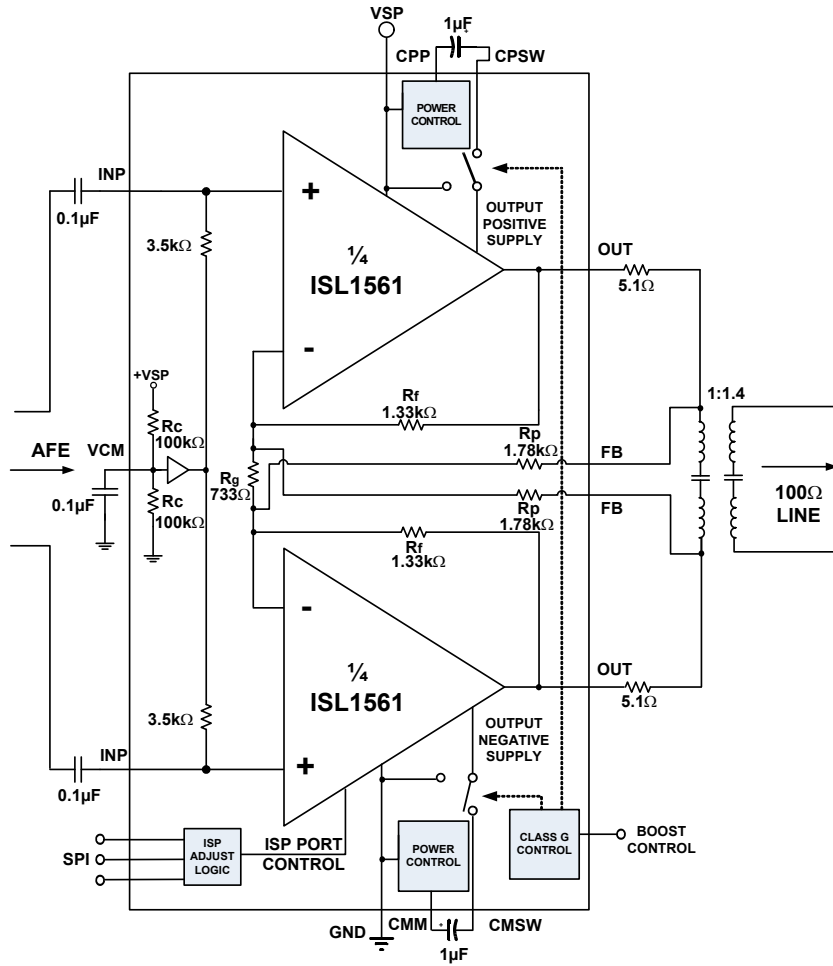 VSP
1µF
+
CPP
CPSW
POWER
CONTROL
INP
0.1µF
+
3.5kΩ
OUTPUT
POSITIVE
SUPPLY
OUT
¼
ISL1561
5.1Ω
-
+VSP
Rf
1.33kΩ
1:1.4
Rc
100kΩ
Rp
1.78kΩ
FB
AFE
VCM
Rg
733Ω
0.1µF
Rc
100kΩ
Rp
1.78kΩ
FB
100Ω
LINE
Rf
1.33kΩ
-
¼
ISL1561
OUT
5.1Ω
3.5kΩ
OUTPUT
NEGATIVE
SUPPLY
INP
+
0.1µF
SPI
ISP
ADJUST
LOGIC
ISP PORT
CONTROL
POWER
CONTROL
CLASS G
CONTROL
BOOST
CONTROL
GND
CMM
+
CMSW
1µF